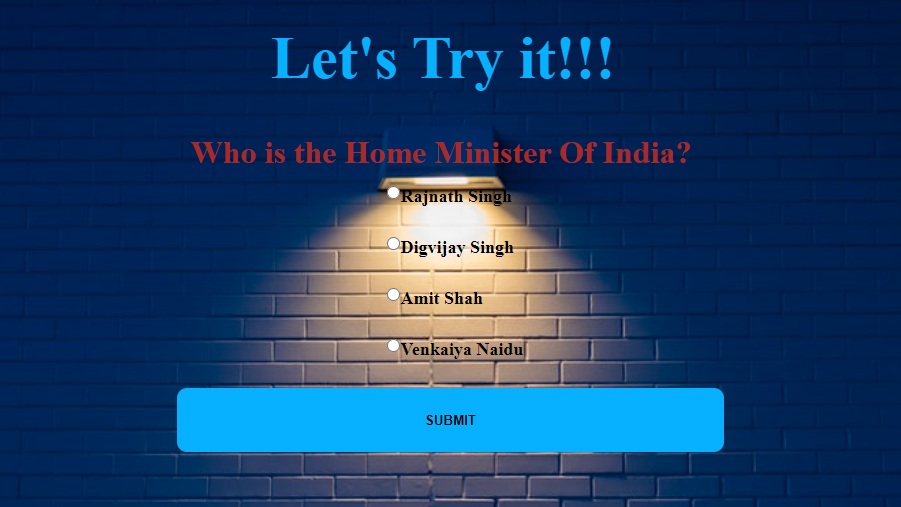 Let's Try it!!!
Who is the Home Minister Of India?
Rajnath Singh
Digvijay Singh
Amit Shah
Venkaiya Naidu
SUBMIT